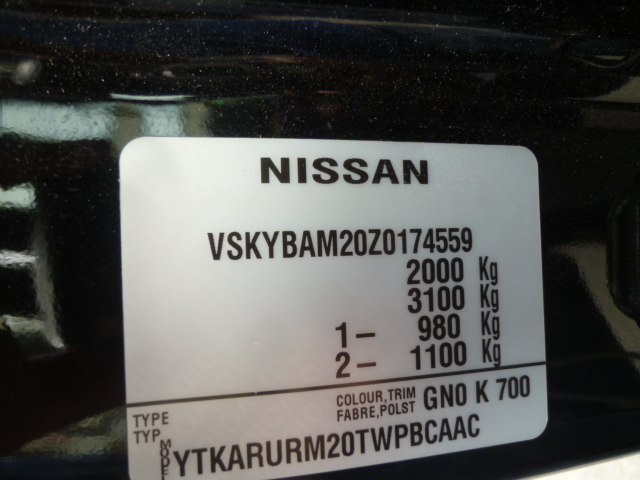 NISSAN
VSKYBAM20Z0174559
2000 Kg
3100 Kg
1- 980 Kg
2- 1100 Kg
TYPE COLOUR,TRIM GN0 K 700
TYP FABRE,POLST
MODELE YTKARURM20TWPBCAAC